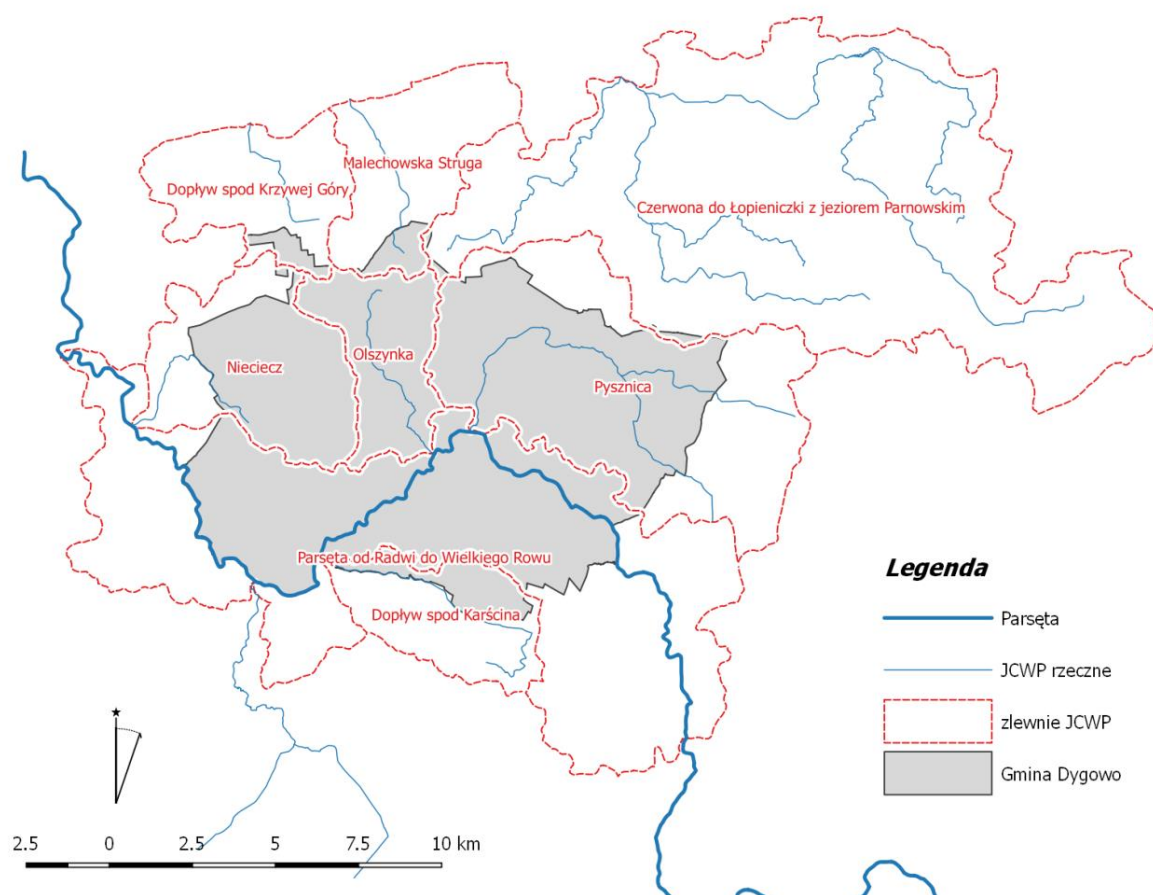 Malechowska Struga
Dopływ spod Krzywej Góry
Czerwona do Łopieniczki z jeziorem Parnowskim
Nieciecz
Olszynka
Pysznica
Parsęta od Radwi do Wielkiego Rowu
Dopływ spod Karścina
Legenda
Parsęta
JCWP rzeczne
zlewnie JCWP
Gmina Dygowo
2.5 0 2.5 5 7.5 10 km